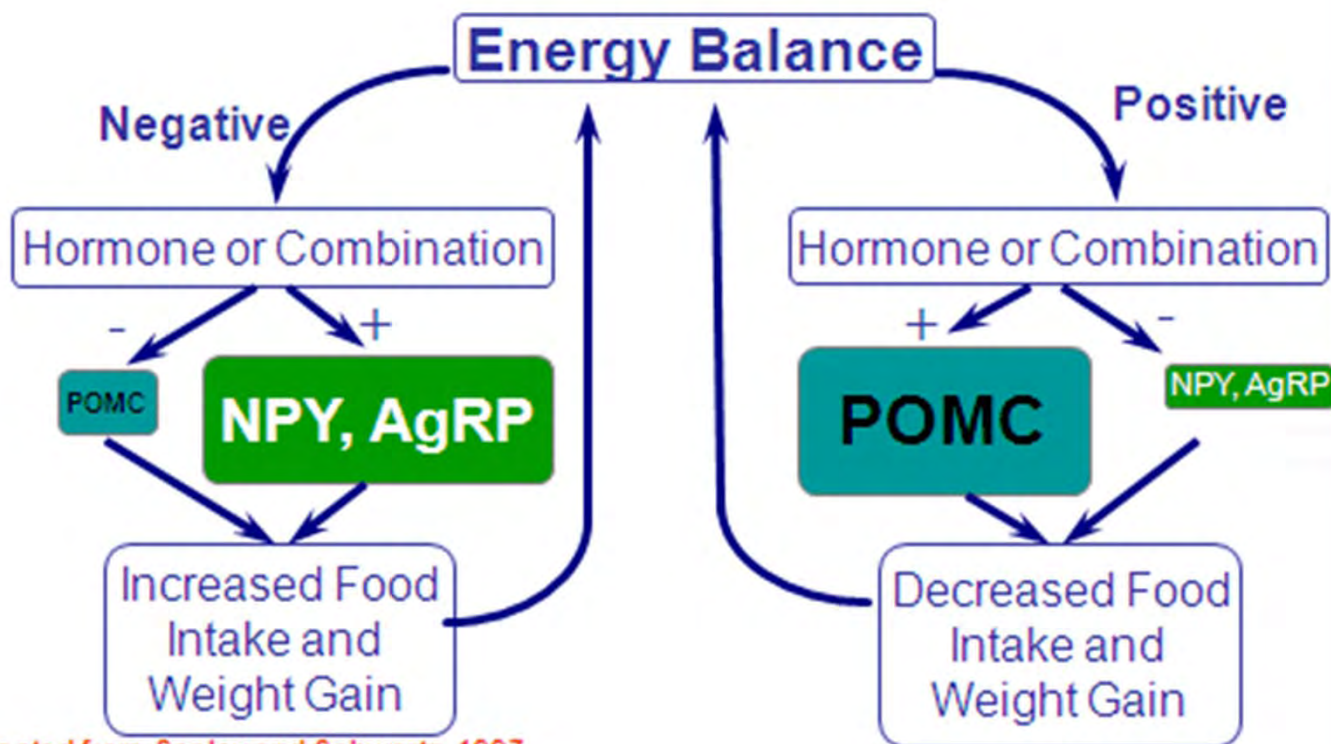 Energy Balance
Negative
Positive
Hormone or Combination
Hormone or Combination
-
+
+
-
POMC
NPY, AgRP
POMC
NPY, AgRP
Increased Food
Intake and
Weight Gain
Decreased Food
Intake and
Weight Gain